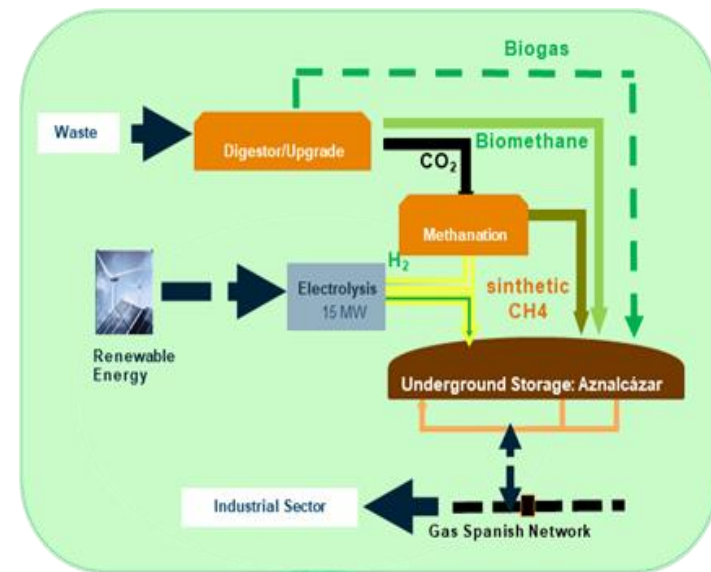 Biogas
Waste
Biomethane
Digestor/Upgrade
CO₂
Methanation
H₂
Electrolysis
15 MW
sinthetic
CH4
Renewable
Energy
Underground Storage: Aznalcázar
Industrial Sector
Gas Spanish Network